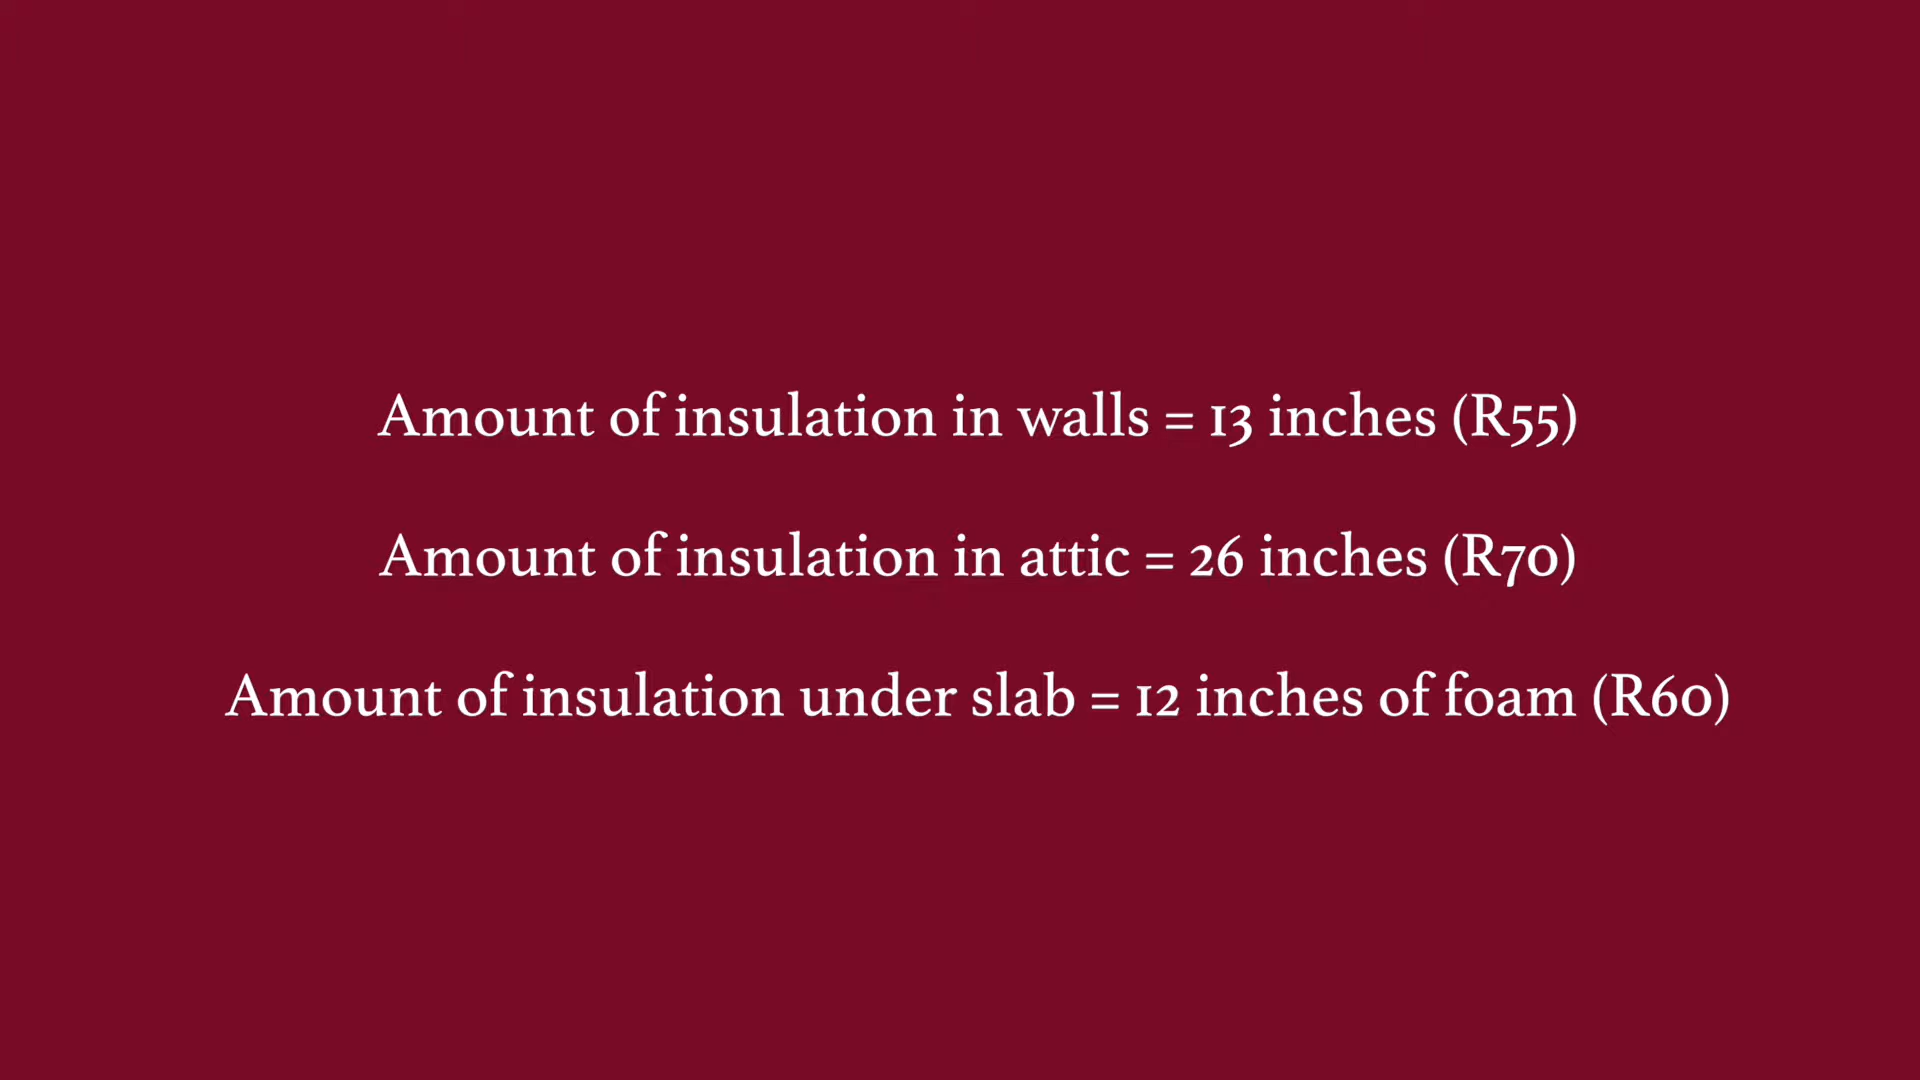 Amount of insulation in walls = 13 inches (R55)
Amount of insulation in attic = 26 inches (R70)
Amount of insulation under slab = 12 inches of foam (R60)